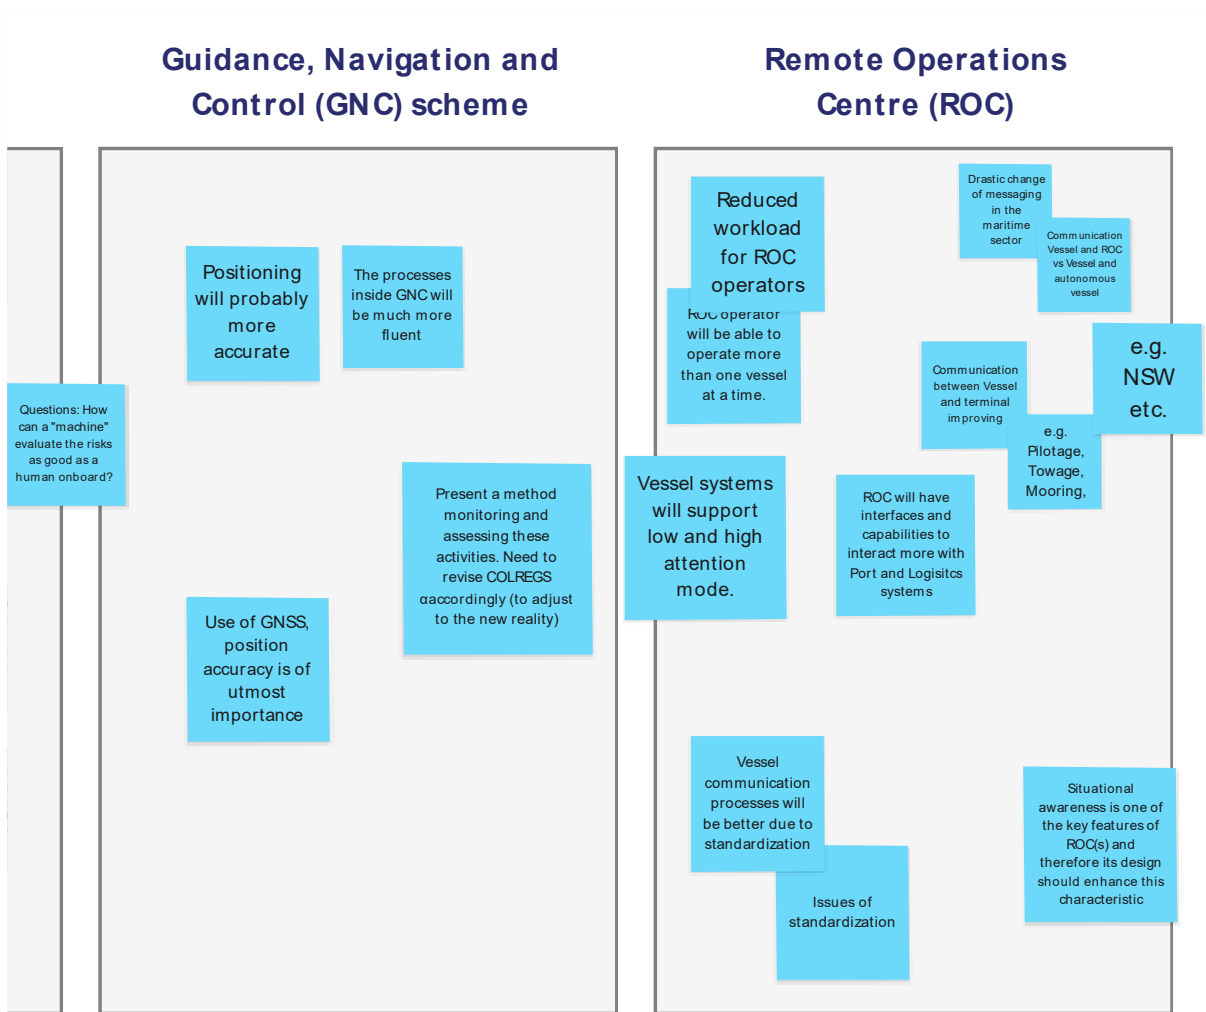 Guidance, Navigation and
Control (GNC) scheme
Positioning
will probably
more
accurate
The processes
inside GNC will
be much more
fluent
Questions: How
can a "machine"
evaluate the risks
as good as a
human onboard?
Present a method
monitoring and
assessing these
activities. Need to
revise COLREGS
αaccordingly (to adjust
to the new reality)
Use of GNSS,
position
accuracy is of
utmost
importance
Remote Operations
Centre (ROC)
Reduced
workload
for ROC
operators
ROC operator
will be able to
operate more
than one vessel
at a time.
Drastic change
of messaging
in the
maritime
sector
Communication
Vessel and ROC
vs Vessel and
autonomous
vessel
e.g.
NSW
etc.
Communication
between Vessel
and terminal
improving
e.g.
Pilotage,
Towage,
Mooring,
Vessel systems
will support
low and high
attention
mode.
ROC will have
interfaces and
capabilities to
interact more with
Port and Logisitcs
systems
Vessel
communication
processes will
be better due to
standardization
Issues of
standardization
Situational
awareness is one of
the key features of
ROC(s) and
therefore its design
should enhance this
characteristic